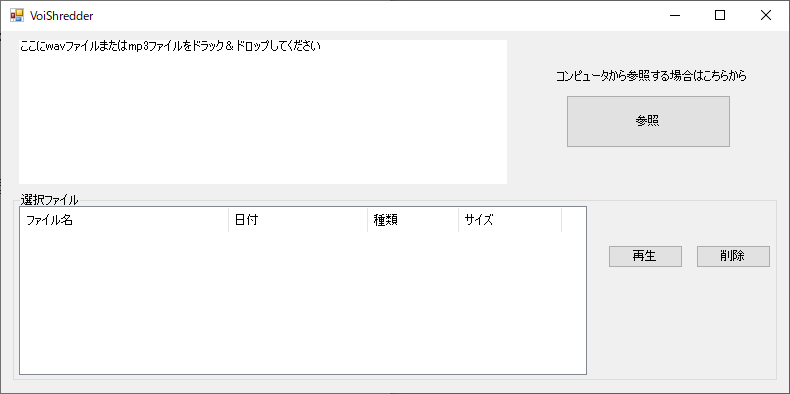 VoiShredder
ここにwavファイルまたはmp3ファイルをドラック＆ドロップしてください
コンピュータから参照する場合はこちらから
参照
選択ファイル
ファイル名 日付 種類 サイズ
再生 削除